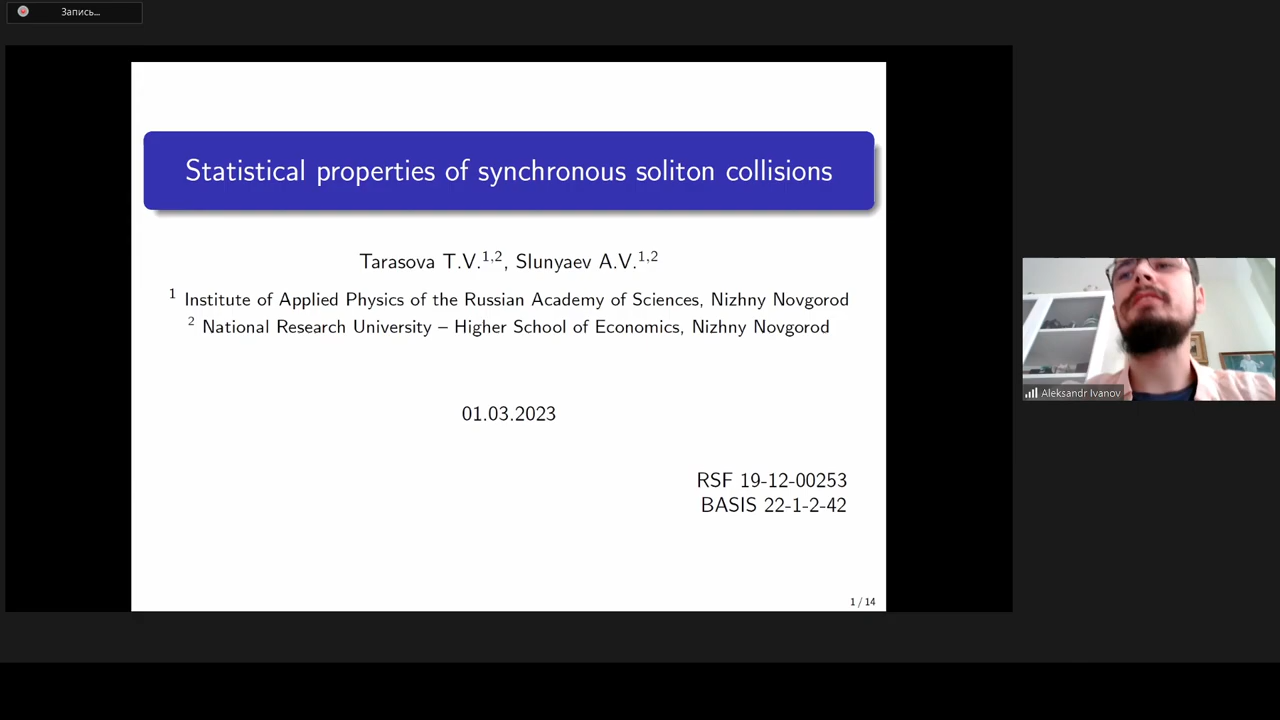 Запись...
Statistical properties of synchronous soliton collisions
Tarasova T.V.1,2, Slunyaev A.V.1,2
1 Institute of Applied Physics of the Russian Academy of Sciences, Nizhny Novgorod
2 National Research University – Higher School of Economics, Nizhny Novgorod
01.03.2023
RSF 19-12-00253
BASIS 22-1-2-42
1 / 14
Aleksandr Ivanov